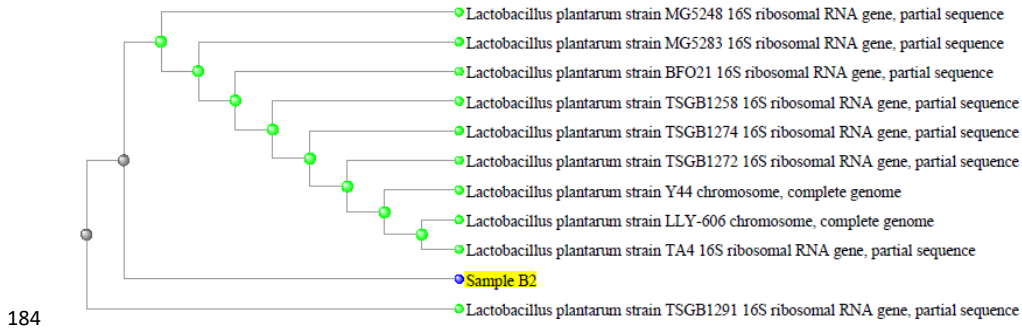 Lactobacillus plantarum strain MG5248 16S ribosomal RNA gene, partial sequence
Lactobacillus plantarum strain MG5283 16S ribosomal RNA gene, partial sequence
Lactobacillus plantarum strain BFO21 16S ribosomal RNA gene, partial sequence
Lactobacillus plantarum strain TSGB1258 16S ribosomal RNA gene, partial sequence
Lactobacillus plantarum strain TSGB1274 16S ribosomal RNA gene, partial sequence
Lactobacillus plantarum strain TSGB1272 16S ribosomal RNA gene, partial sequence
Lactobacillus plantarum strain Y44 chromosome, complete genome
Lactobacillus plantarum strain LLY-606 chromosome, complete genome
Lactobacillus plantarum strain TA4 16S ribosomal RNA gene, partial sequence
Sample B2
Lactobacillus plantarum strain TSGB1291 16S ribosomal RNA gene, partial sequence
184